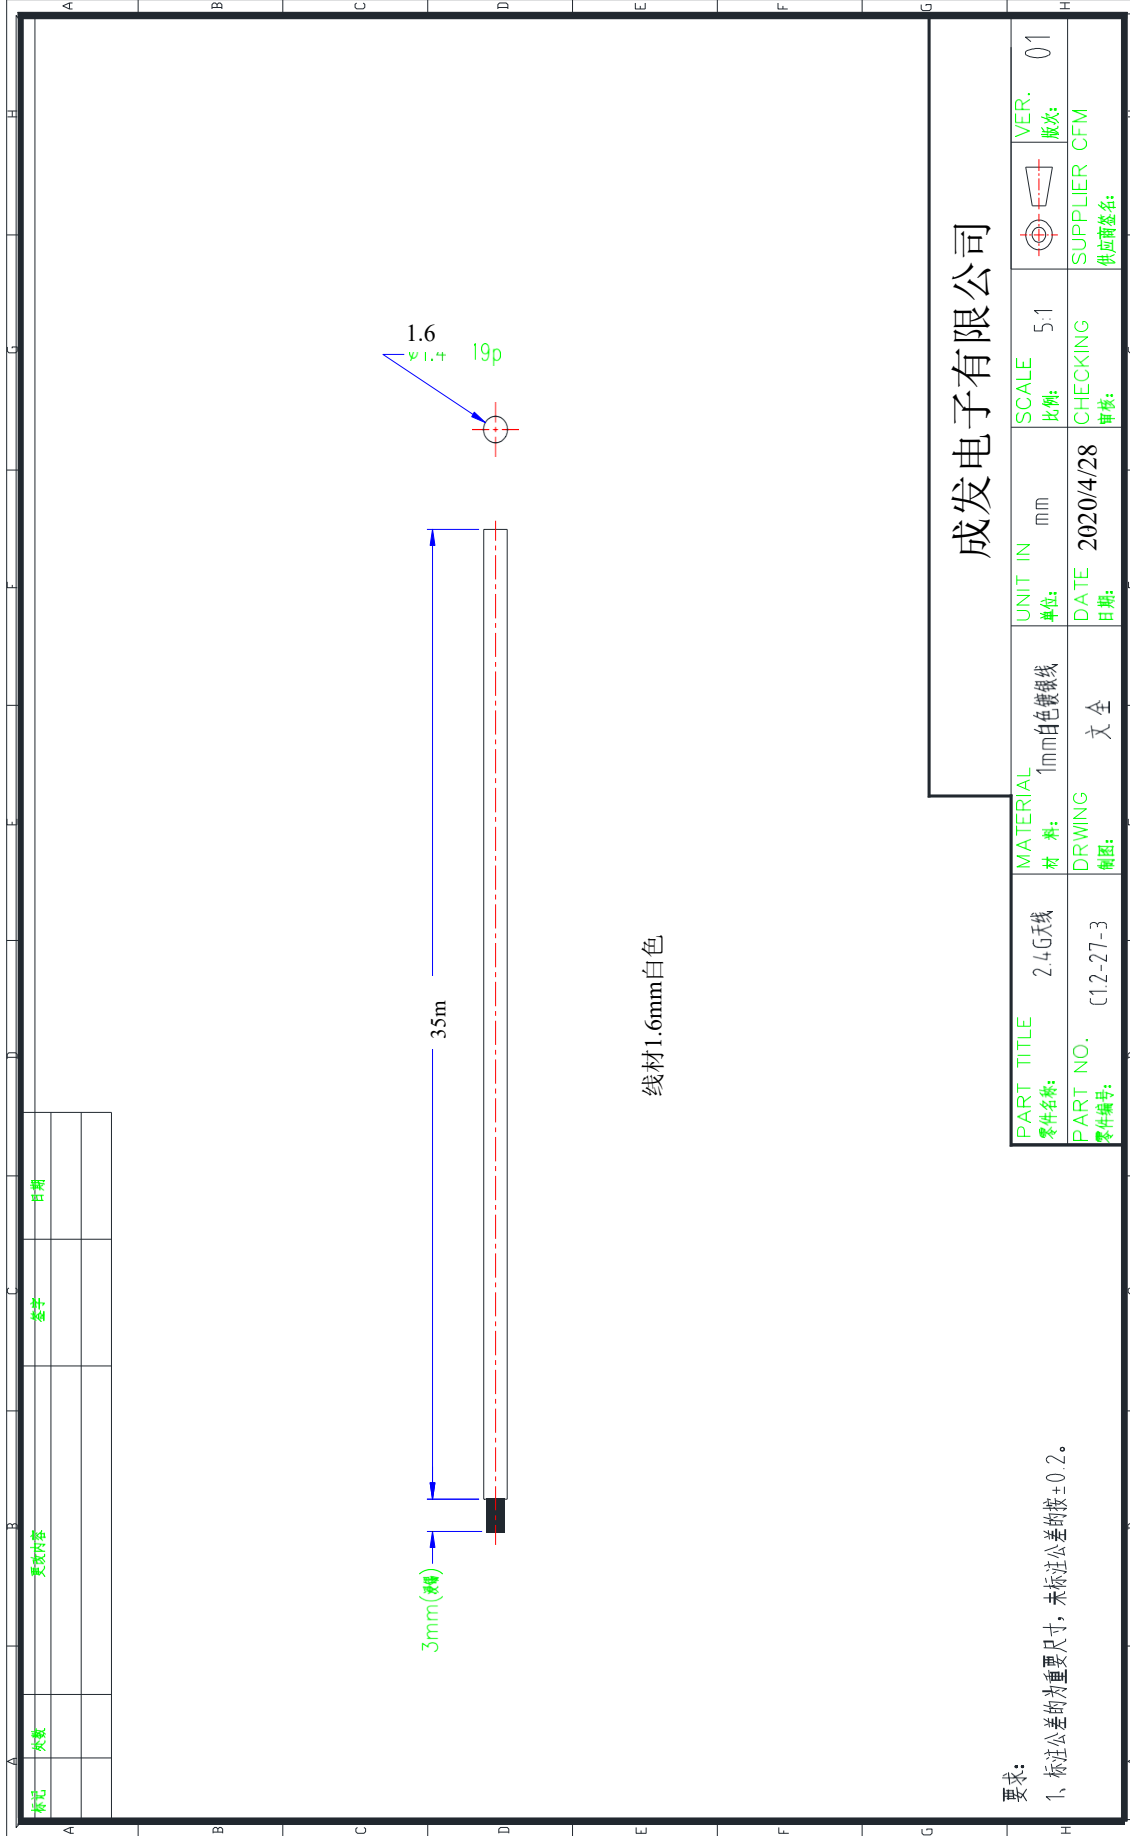 A B C D E F G H
标记 处数 更改内容 签字 日期
3mm(浸锡)
35m
1.6
19p
线材1.6mm白色
要求:
1、标注公差的为重要尺寸，未标注公差的按±0.2。
成发电子有限公司
PART TITLE
零件名称:
2.4G天线
MATERIAL
材 料:
1mm白色镀银线
UNIT IN
单位:
mm
SCALE
比例:
5:1
VER.
版次:
01
PART NO.
零件编号:
C1.2-27-3
DRWING
制图:
文全
DATE
日期:
2020/4/28
CHECKING
审核:
SUPPLIER CFM
供应商签名:
A B C D E F G H